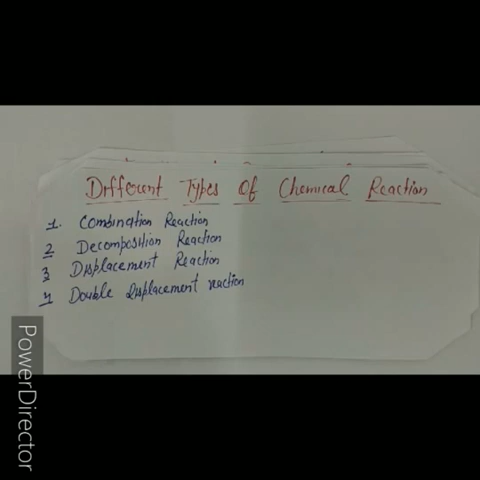 Different Types Of Chemical Reaction
1. Combination Reaction
2 Decomposition Reaction
3 Displacement Reaction
4 Double displacement reaction
PowerDirector